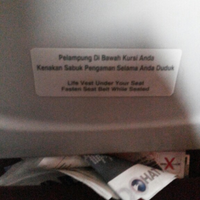 Pelampung Di Bawah Kursi Anda
Kenakan Sabuk Pengaman Selama Anda Duduk
Life Vest Under Your Seat
Fasten Seat Belt While Seated